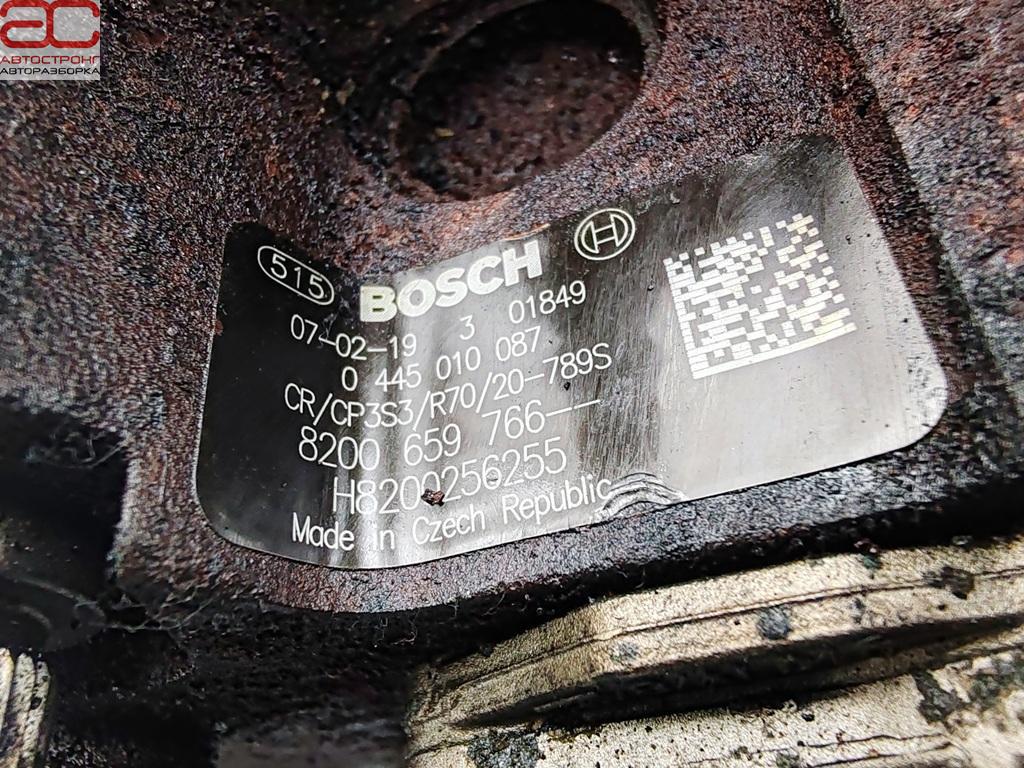 ac
АВТОСТРОНГ
АВТОРАЗБОРКА
515 BOSCH
07-02-19 3 01849
0 445 010 087
CR/CP3S3/R70/20-789S
8200 659 766--
H8200256255
Made in Czech Republic